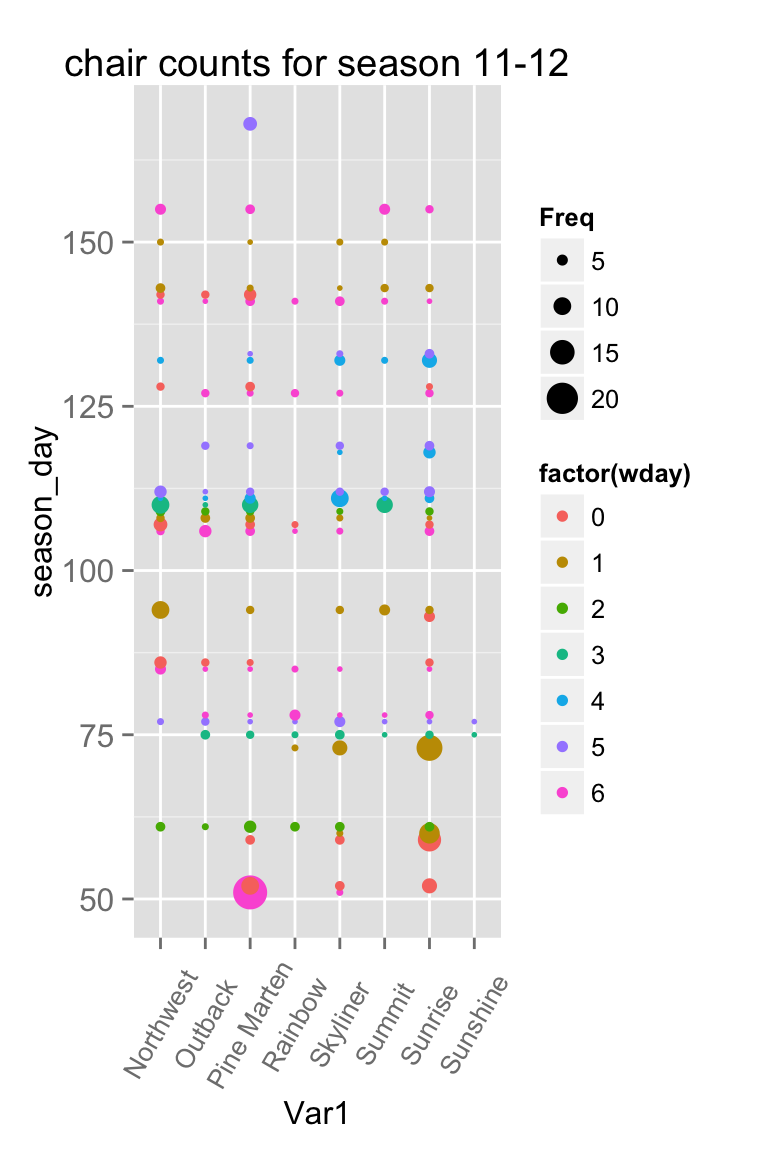 chair counts for season 11-12
150
125
100
75
50
season_day
Northwest
Outback
Pine Marten
Rainbow
Skyliner
Summit
Sunrise
Sunshine
Var1
Freq
5
10
15
20
factor(wday)
0
1
2
3
4
5
6